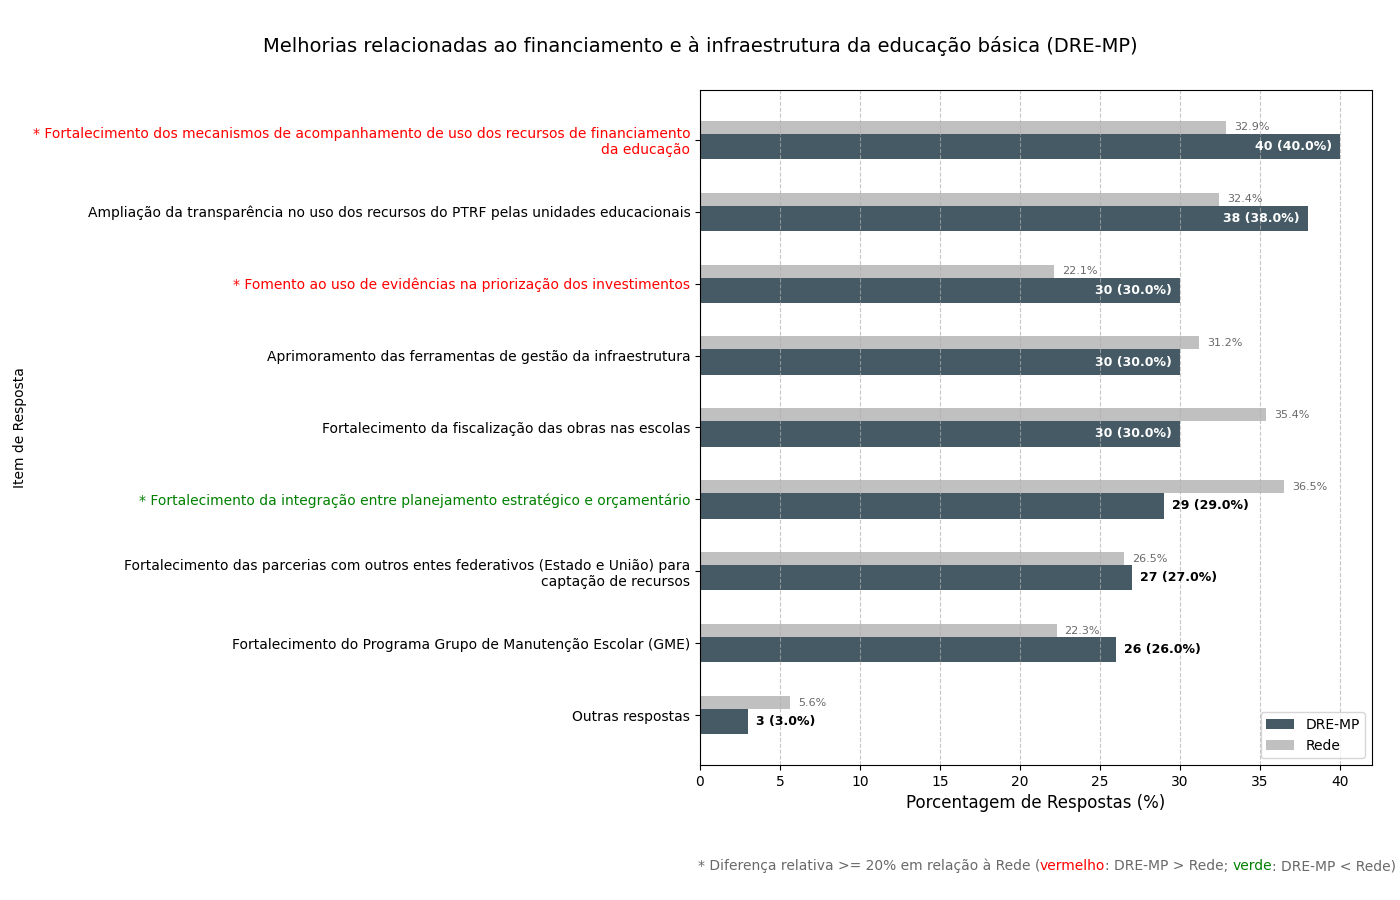 Melhorias relacionadas ao financiamento e à infraestrutura da educação básica (DRE-MP)
* Fortalecimento dos mecanismos de acompanhamento de uso dos recursos de financiamento
da educação
32.9%
40 (40.0%)
Ampliação da transparência no uso dos recursos do PTRF pelas unidades educacionais
32.4%
38 (38.0%)
* Fomento ao uso de evidências na priorização dos investimentos
22.1%
30 (30.0%)
Aprimoramento das ferramentas de gestão da infraestrutura
31.2%
30 (30.0%)
Fortalecimento da fiscalização das obras nas escolas
35.4%
30 (30.0%)
* Fortalecimento da integração entre planejamento estratégico e orçamentário
36.5%
29 (29.0%)
Fortalecimento das parcerias com outros entes federativos (Estado e União) para
captação de recursos
26.5%
27 (27.0%)
Fortalecimento do Programa Grupo de Manutenção Escolar (GME)
22.3%
26 (26.0%)
Outras respostas
5.6%
3 (3.0%)
Item de Resposta
DRE-MP
Rede
0 5 10 15 20 25 30 35 40
Porcentagem de Respostas (%)
* Diferença relativa >= 20% em relação à Rede (vermelho: DRE-MP > Rede; verde: DRE-MP < Rede)